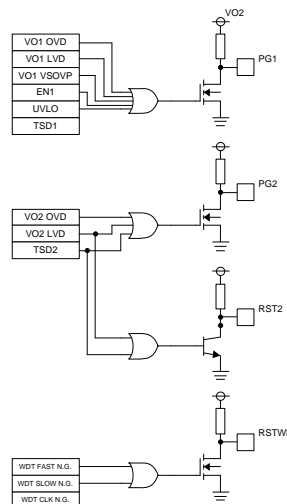 VO2
VO1 OVD
VO1 LVD
VO1 VSOVP
EN1
UVLO
TSD1
PG1
VO2 OVD
VO2 LVD
TSD2
PG2
RST2
WDT FAST N.G.
WDT SLOW N.G.
WDT CLK N.G.